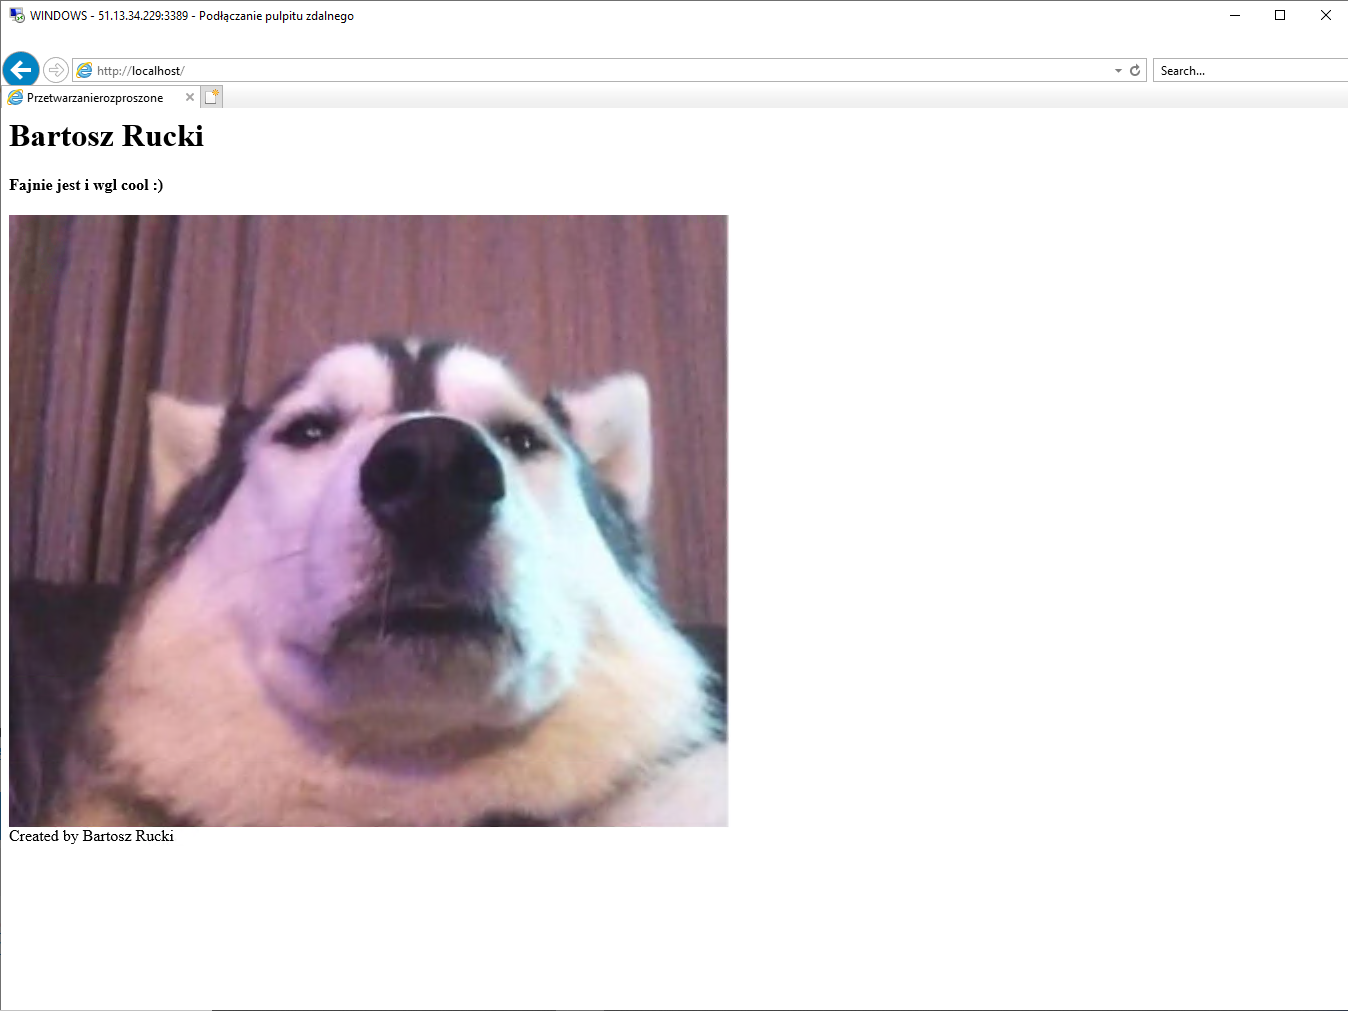 WINDOWS - 51.13.34.229:3389 - Podłączanie pulpitu zdalnego
http://localhost/
Search...
Przetwarzanierozproszone
Bartosz Rucki
Fajnie jest i wgl cool :)
Created by Bartosz Rucki